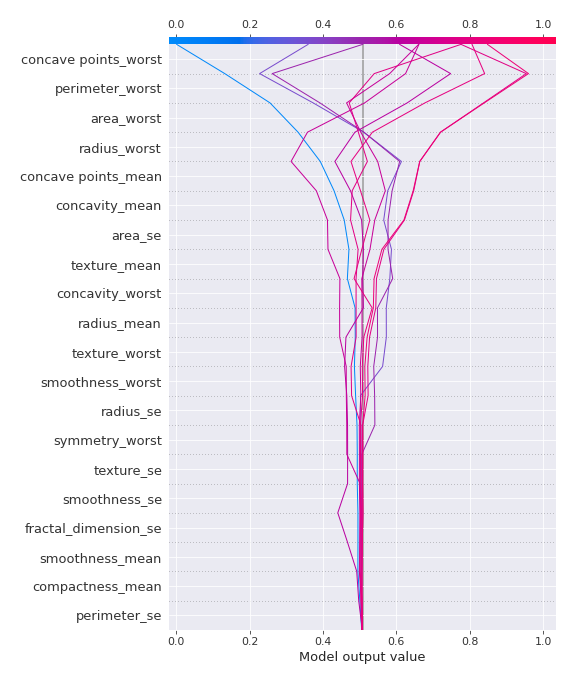 0.0 0.2 0.4 0.6 0.8 1.0
concave points_worst
perimeter_worst
area_worst
radius_worst
concave points_mean
concavity_mean
area_se
texture_mean
concavity_worst
radius_mean
texture_worst
smoothness_worst
radius_se
symmetry_worst
texture_se
smoothness_se
fractal_dimension_se
smoothness_mean
compactness_mean
perimeter_se
0.0 0.2 0.4 0.6 0.8 1.0
Model output value